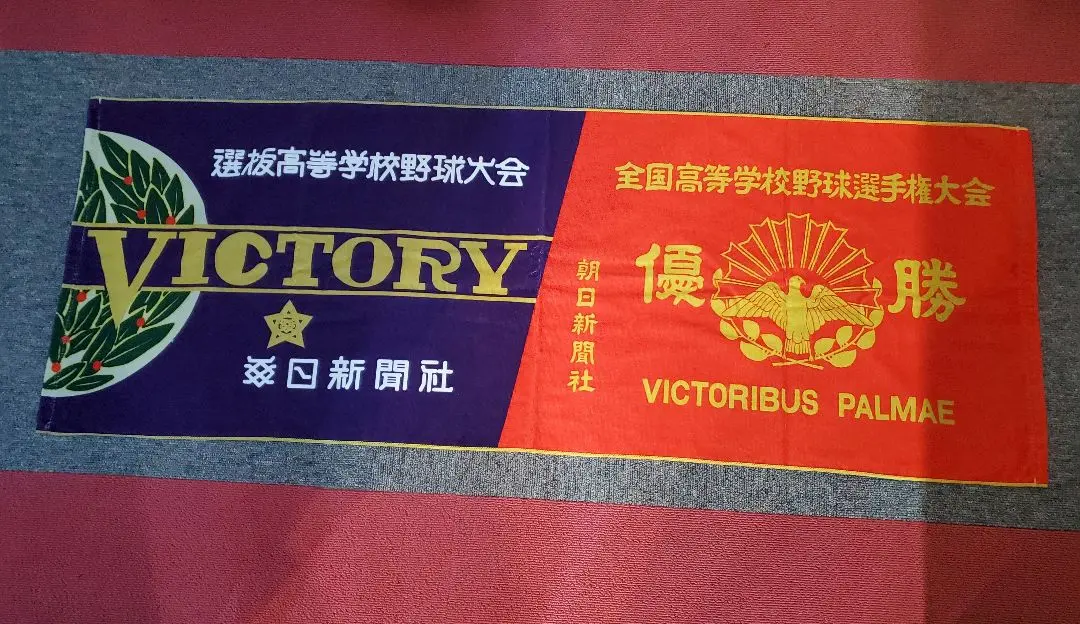 選抜高等学校野球大会
VICTORY
毎日新聞社
全国高等学校野球選手権大会
優勝
朝日新聞社
VICTORIBUS PALMAE